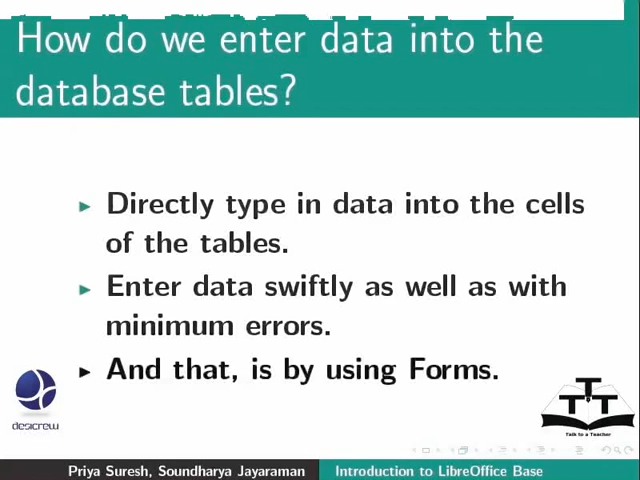 How do we enter data into the
database tables?
Directly type in data into the cells
of the tables.
Enter data swiftly as well as with
minimum errors.
And that, is by using Forms.
desicrew
TTT
Talk to a Teacher
Priya Suresh, Soundharya Jayaraman
Introduction to LibreOffice Base